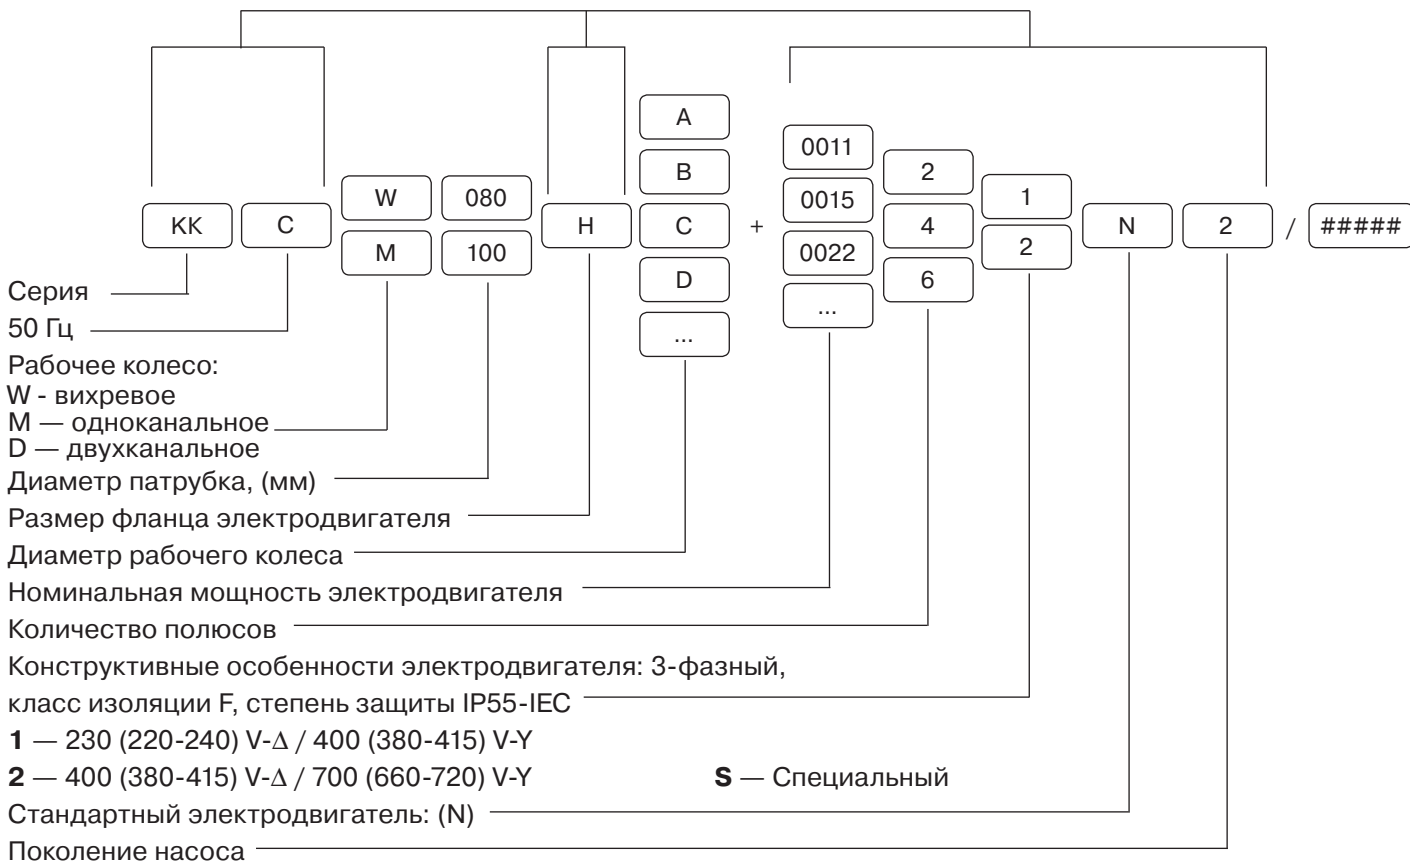 A
B
C
D
...
0011
0015
0022
...
2
4
6
1
2
W
M
080
100
КК
С
H
+
N
2
/
#####
Серия
50 Гц
Рабочее колесо:
W - вихревое
M — одноканальное
D — двухканальное
Диаметр патрубка, (мм)
Размер фланца электродвигателя
Диаметр рабочего колеса
Номинальная мощность электродвигателя
Количество полюсов
Конструктивные особенности электродвигателя: 3-фазный,
класс изоляции F, степень защиты IP55-IEC
1 — 230 (220-240) V-Δ / 400 (380-415) V-Y
2 — 400 (380-415) V-Δ / 700 (660-720) V-Y
S — Специальный
Стандартный электродвигатель: (N)
Поколение насоса